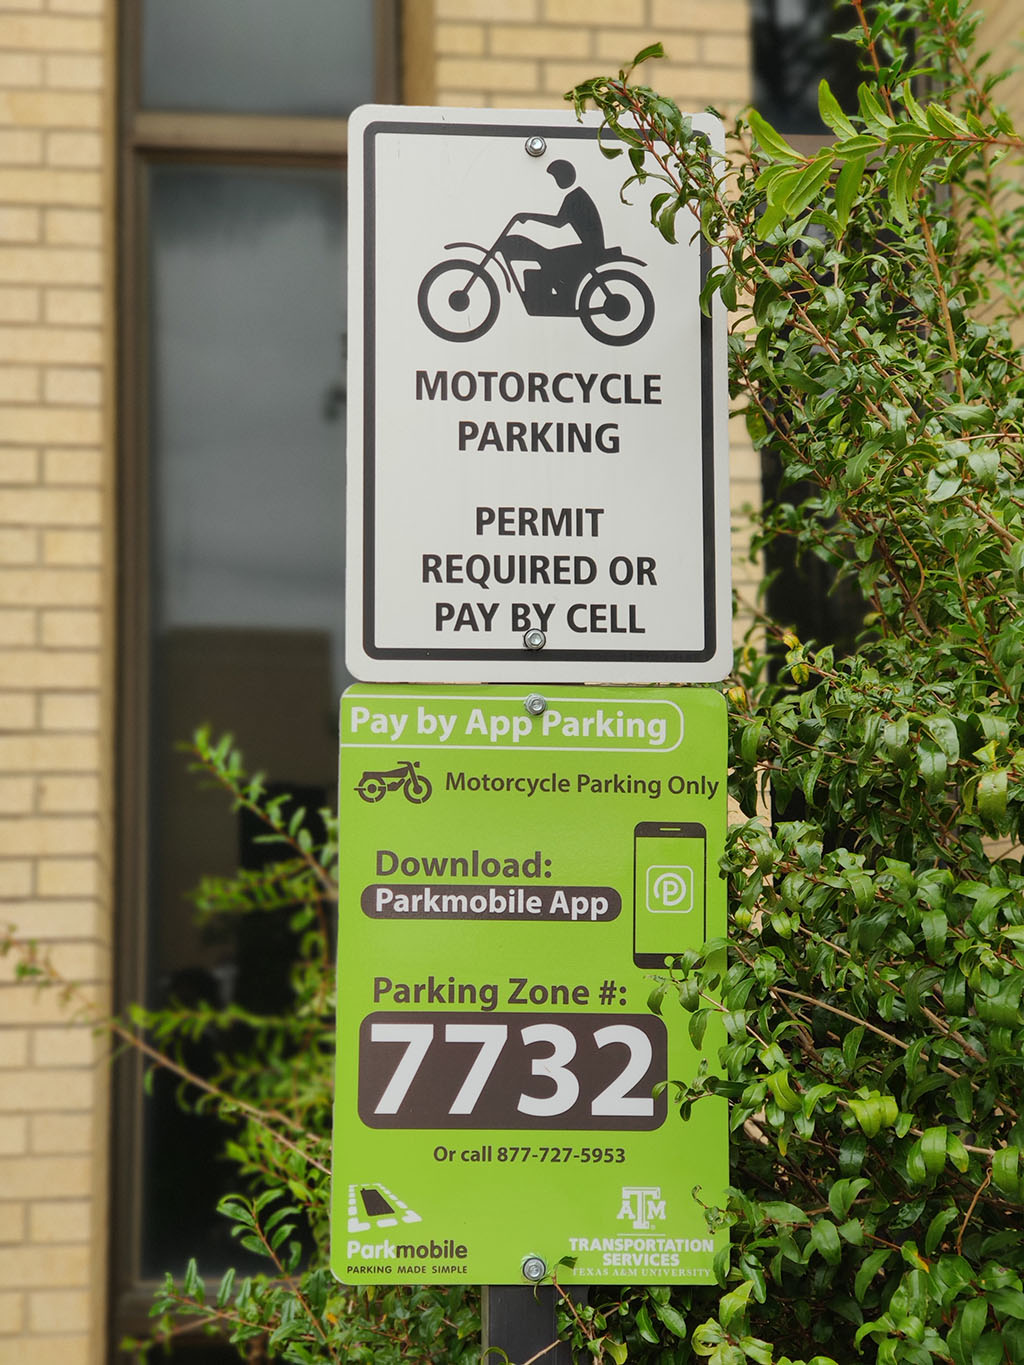 MOTORCYCLE
PARKING
PERMIT
REQUIRED OR
PAY BY CELL
Pay by App Parking
Motorcycle Parking Only
Download:
Parkmobile App
P
Parking Zone #:
7732
Or call 877-727-5953
Parkmobile
PARKING MADE SIMPLE
ATM
TRANSPORTATION
SERVICES
TEXAS A&M UNIVERSITY